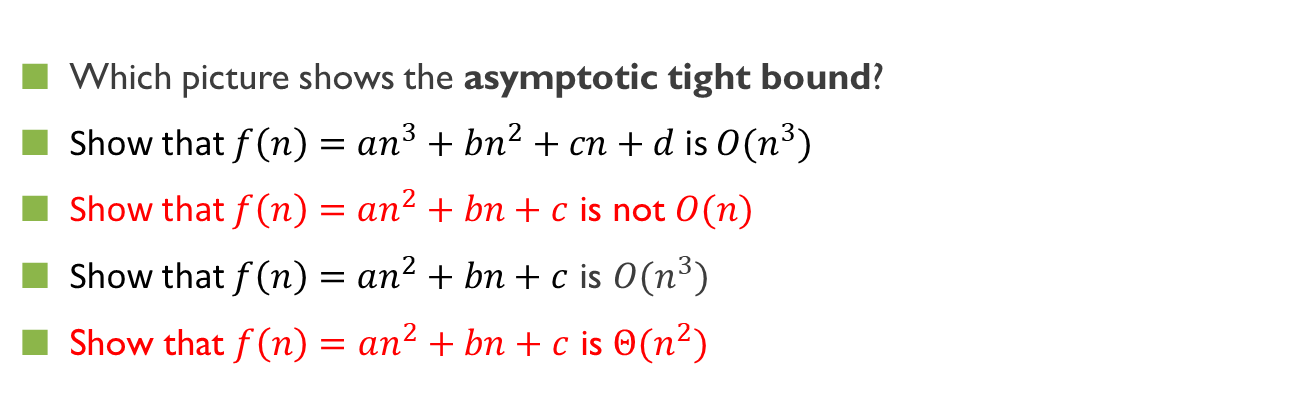 Which picture shows the asymptotic tight bound?
Show that f(n) = an³ + bn² + cn + d is O(n³)
Show that f(n) = an² + bn + c is not O(n)
Show that f(n) = an² + bn + c is O(n³)
Show that f(n) = an² + bn + c is Θ(n²)